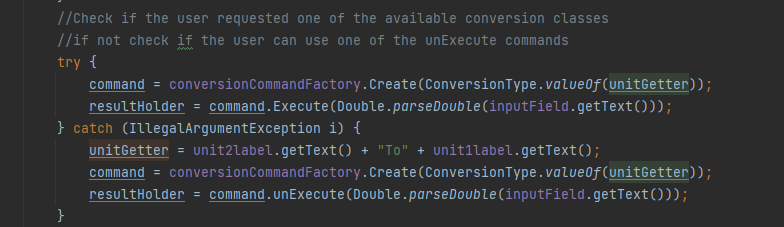 //Check if the user requested one of the available conversion classes
//if not check if the user can use one of the unExecute commands
try {
command = conversionCommandFactory.Create(ConversionType.valueOf(unitGetter));
resultHolder = command.Execute(Double.parseDouble(inputField.getText()));
} catch (IllegalArgumentException i) {
unitGetter = unit2label.getText() + "To" + unit1label.getText();
command = conversionCommandFactory.Create(ConversionType.valueOf(unitGetter));
resultHolder = command.unExecute(Double.parseDouble(inputField.getText()));
}